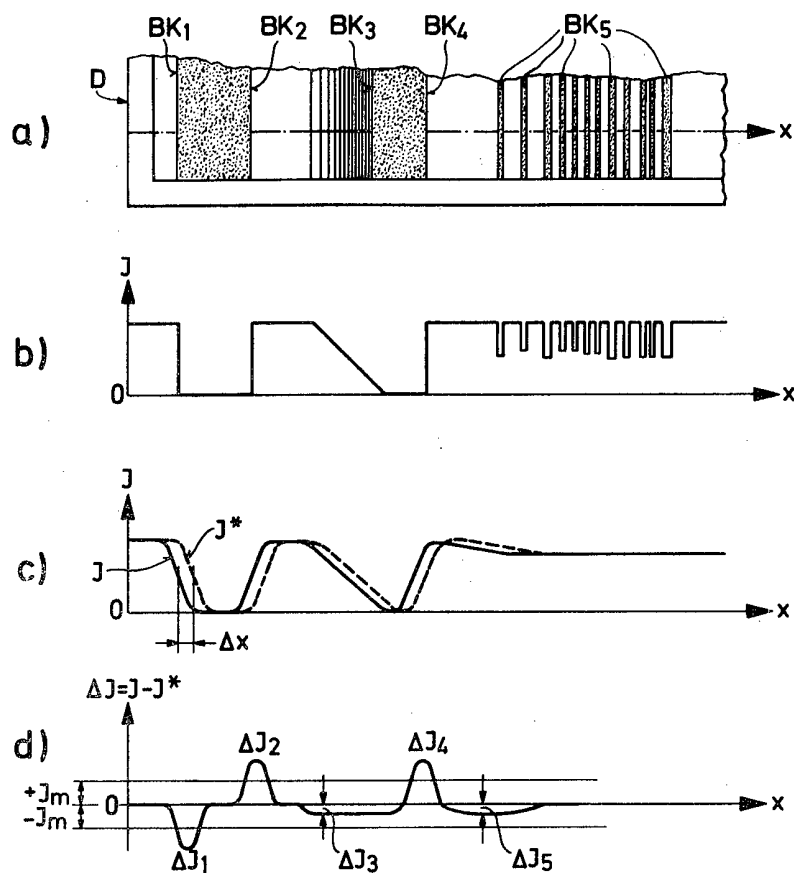 BK₁ BK₂ BK₃ BK₄ BK₅
D
a)
x
J
b)
0
x
J
J*
c)
J
0
x
Δx
ΔJ=J-J*
d)
ΔJ₂ ΔJ₄
+Jₘ
0
x
-Jₘ
ΔJ₁ ΔJ₃ ΔJ₅